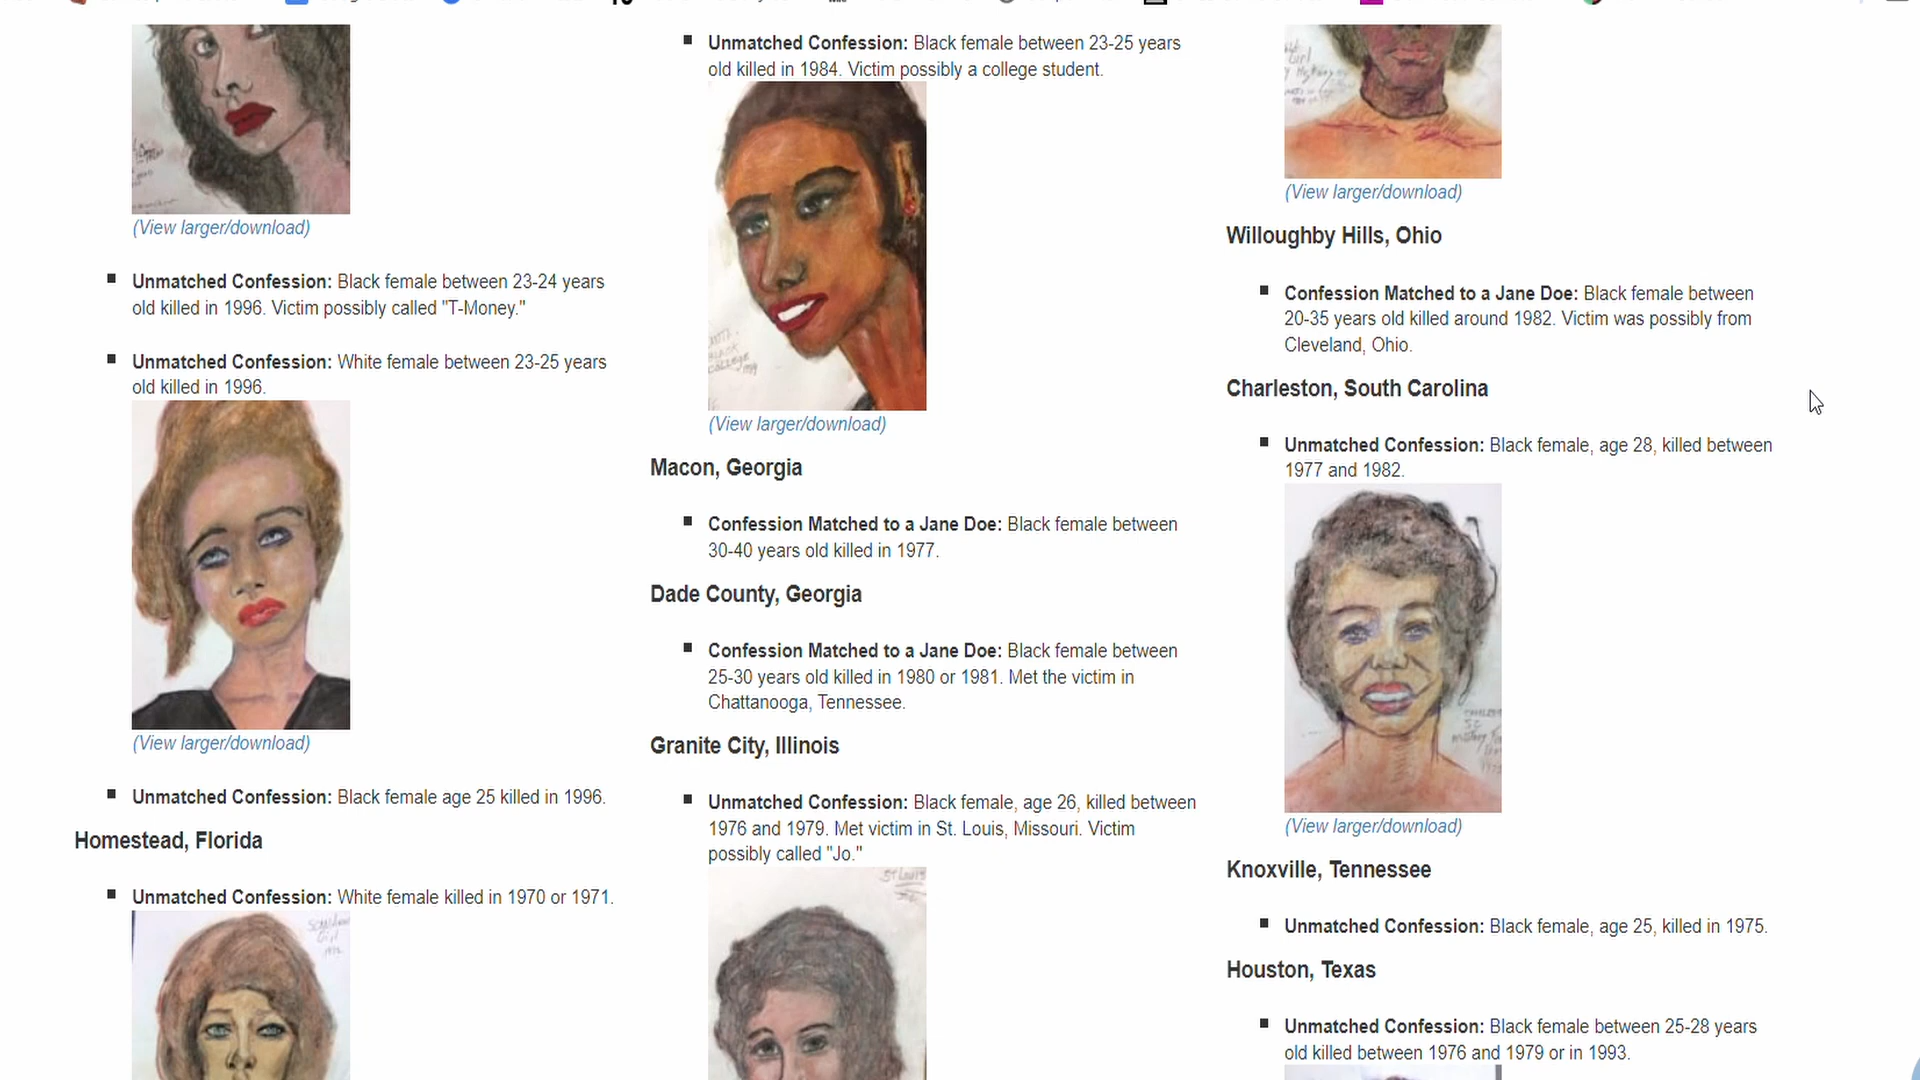 (View larger/download)
Unmatched Confession: Black female between 23-24 years
old killed in 1996. Victim possibly called "T-Money."
Unmatched Confession: White female between 23-25 years
old killed in 1996.
(View larger/download)
Unmatched Confession: Black female age 25 killed in 1996.
Homestead, Florida
Unmatched Confession: White female killed in 1970 or 1971.
Unmatched Confession: Black female between 23-25 years
old killed in 1984. Victim possibly a college student.
(View larger/download)
Macon, Georgia
Confession Matched to a Jane Doe: Black female between
30-40 years old killed in 1977.
Dade County, Georgia
Confession Matched to a Jane Doe: Black female between
25-30 years old killed in 1980 or 1981. Met the victim in
Chattanooga, Tennessee.
Granite City, Illinois
Unmatched Confession: Black female, age 26, killed between
1976 and 1979. Met victim in St. Louis, Missouri. Victim
possibly called "Jo."
ST Louis
(View larger/download)
Willoughby Hills, Ohio
Confession Matched to a Jane Doe: Black female between
20-35 years old killed around 1982. Victim was possibly from
Cleveland, Ohio.
Charleston, South Carolina
Unmatched Confession: Black female, age 28, killed between
1977 and 1982.
(View larger/download)
Knoxville, Tennessee
Unmatched Confession: Black female, age 25, killed in 1975.
Houston, Texas
Unmatched Confession: Black female between 25-28 years
old killed between 1976 and 1979 or in 1993.